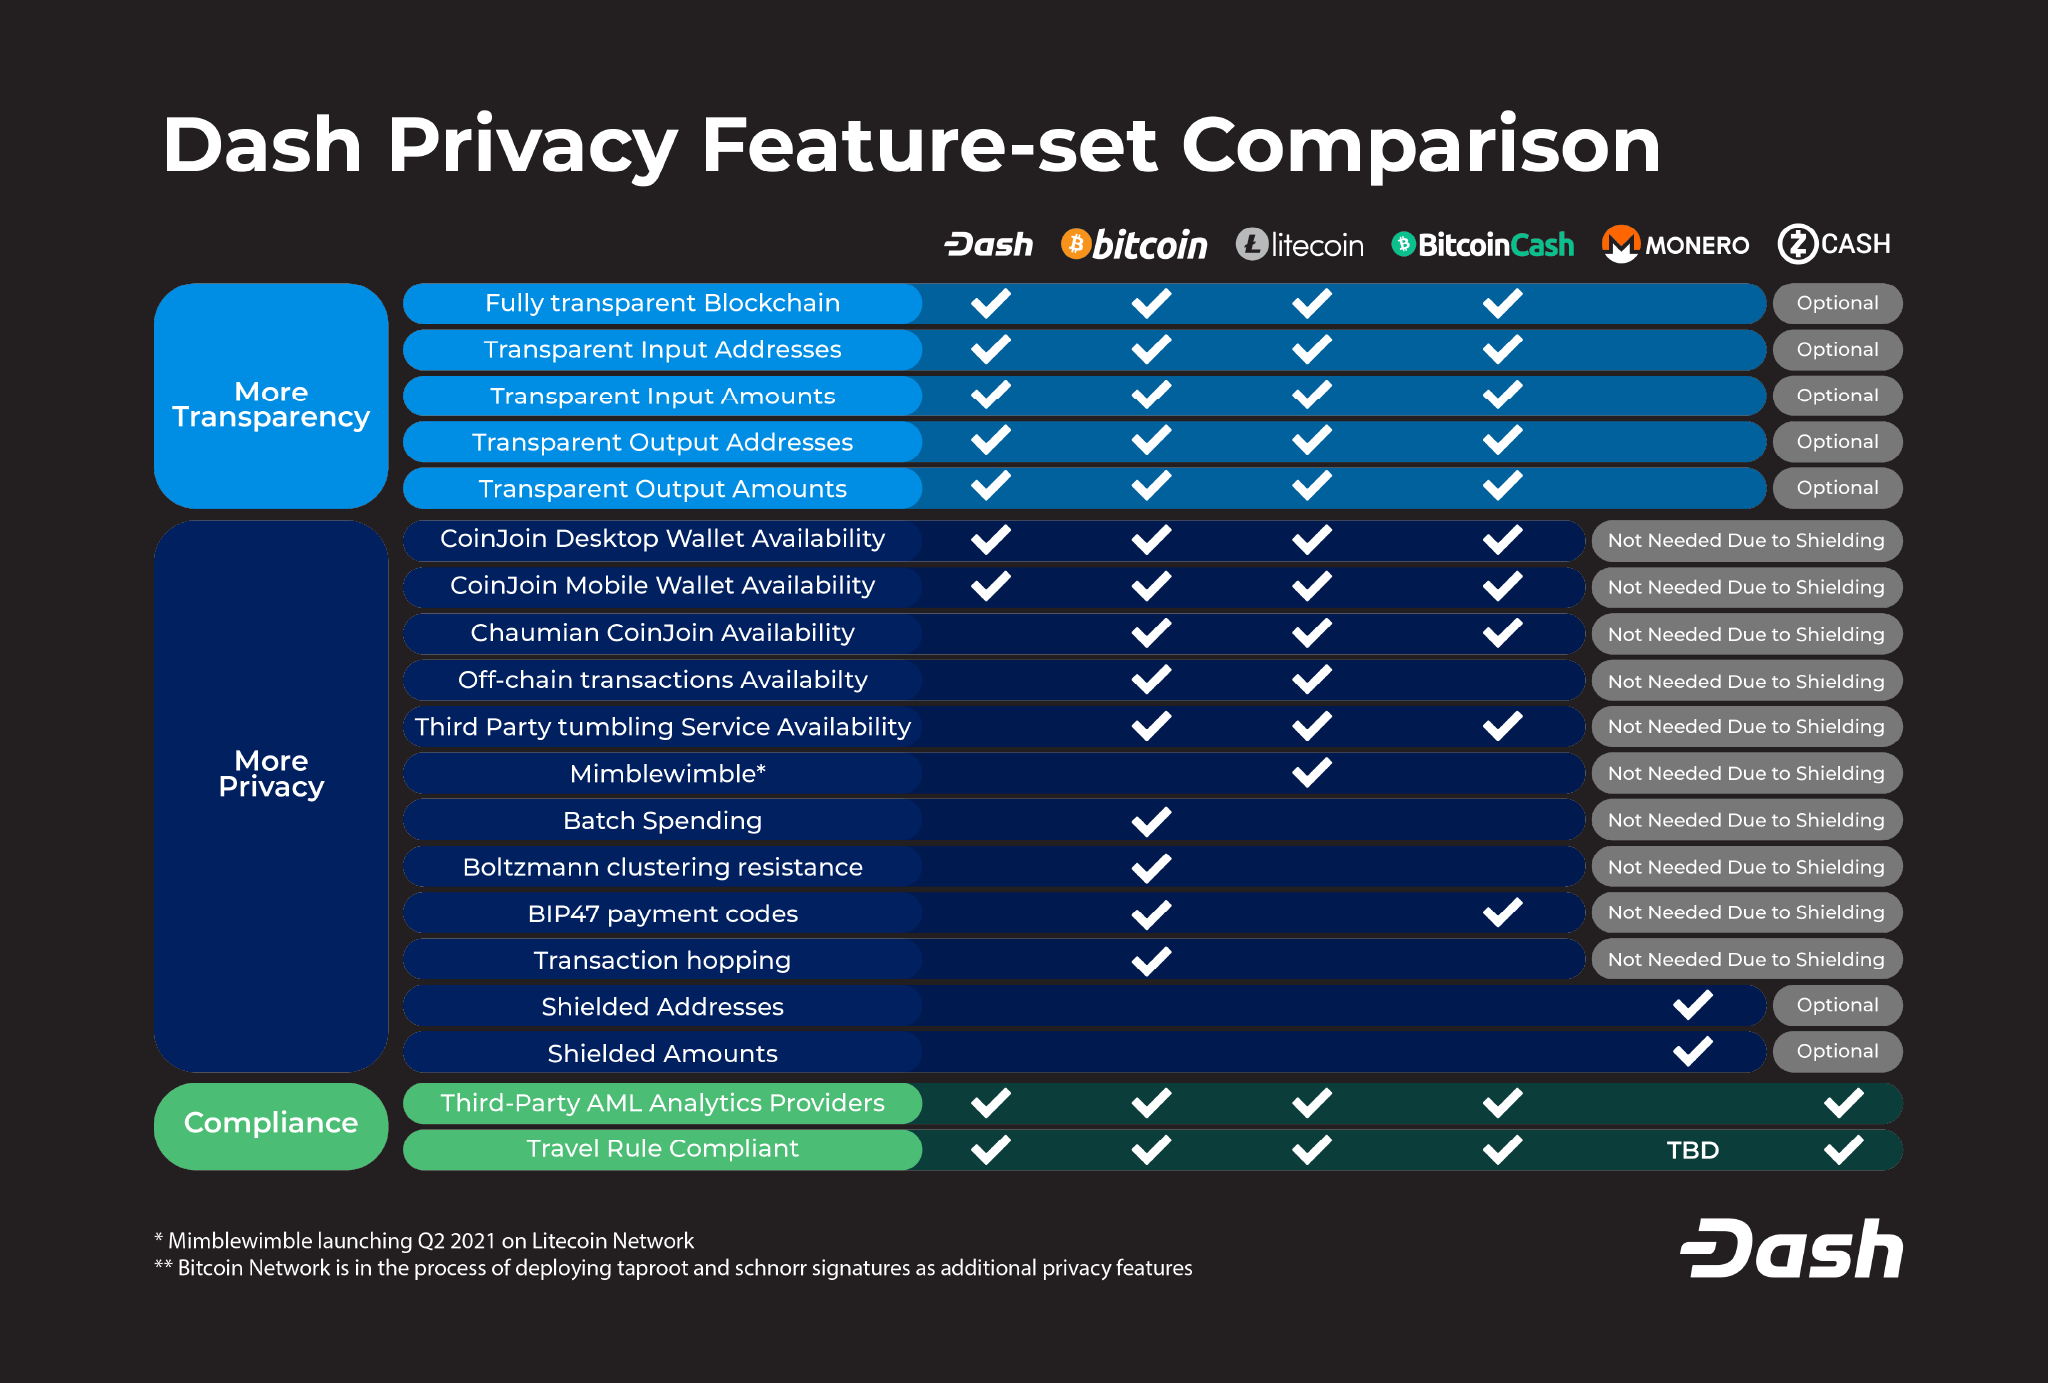 Dash Privacy Feature-set Comparison
Dash bitcoin litecoin BitcoinCash MONERO ZCASH
More
Transparency
Fully transparent Blockchain Optional
Transparent Input Addresses Optional
Transparent Input Amounts Optional
Transparent Output Addresses Optional
Transparent Output Amounts Optional
More
Privacy
CoinJoin Desktop Wallet Availability Not Needed Due to Shielding
CoinJoin Mobile Wallet Availability Not Needed Due to Shielding
Chaumian CoinJoin Availability Not Needed Due to Shielding
Off-chain transactions Availabilty Not Needed Due to Shielding
Third Party tumbling Service Availability Not Needed Due to Shielding
Mimblewimble* Not Needed Due to Shielding
Batch Spending Not Needed Due to Shielding
Boltzmann clustering resistance Not Needed Due to Shielding
BIP47 payment codes Not Needed Due to Shielding
Transaction hopping Not Needed Due to Shielding
Shielded Addresses Optional
Shielded Amounts Optional
Compliance
Third-Party AML Analytics Providers
Travel Rule Compliant TBD
* Mimblewimble launching Q2 2021 on Litecoin Network
** Bitcoin Network is in the process of deploying taproot and schnorr signatures as additional privacy features
Dash